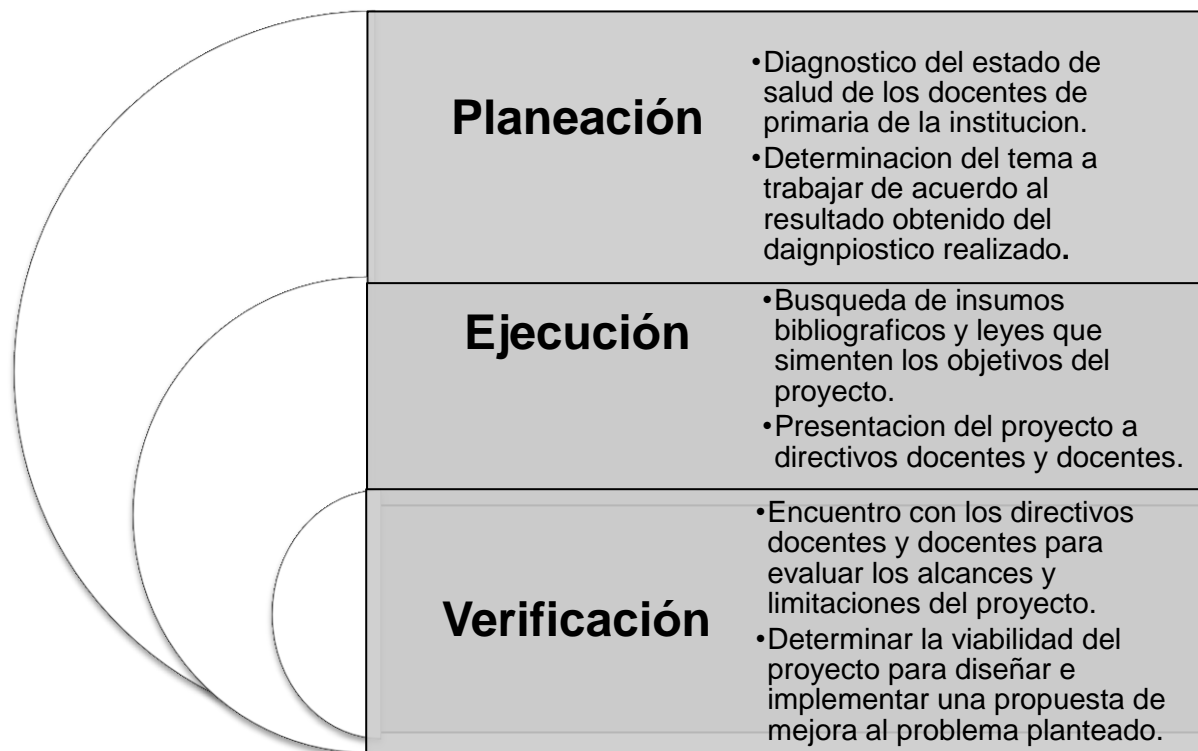 Planeación
•Diagnostico del estado de
salud de los docentes de
primaria de la institucion.
•Determinacion del tema a
trabajar de acuerdo al
resultado obtenido del
daignpiostico realizado.
Ejecución
•Busqueda de insumos
bibliograficos y leyes que
simenten los objetivos del
proyecto.
•Presentacion del proyecto a
directivos docentes y docentes.
Verificación
•Encuentro con los directivos
docentes y docentes para
evaluar los alcances y
limitaciones del proyecto.
•Determinar la viabilidad del
proyecto para diseñar e
implementar una propuesta de
mejora al problema planteado.